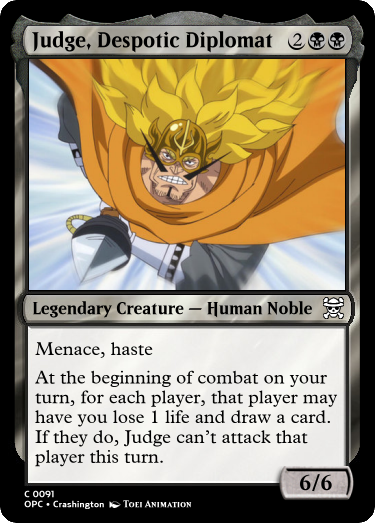 Judge, Despotic Diplomat 2
Legendary Creature — Human Noble
Menace, haste
At the beginning of combat on your
turn, for each player, that player may
have you lose 1 life and draw a card.
If they do, Judge can't attack that
player this turn.
6/6
C 0091
OPC • Crashington TOEI ANIMATION